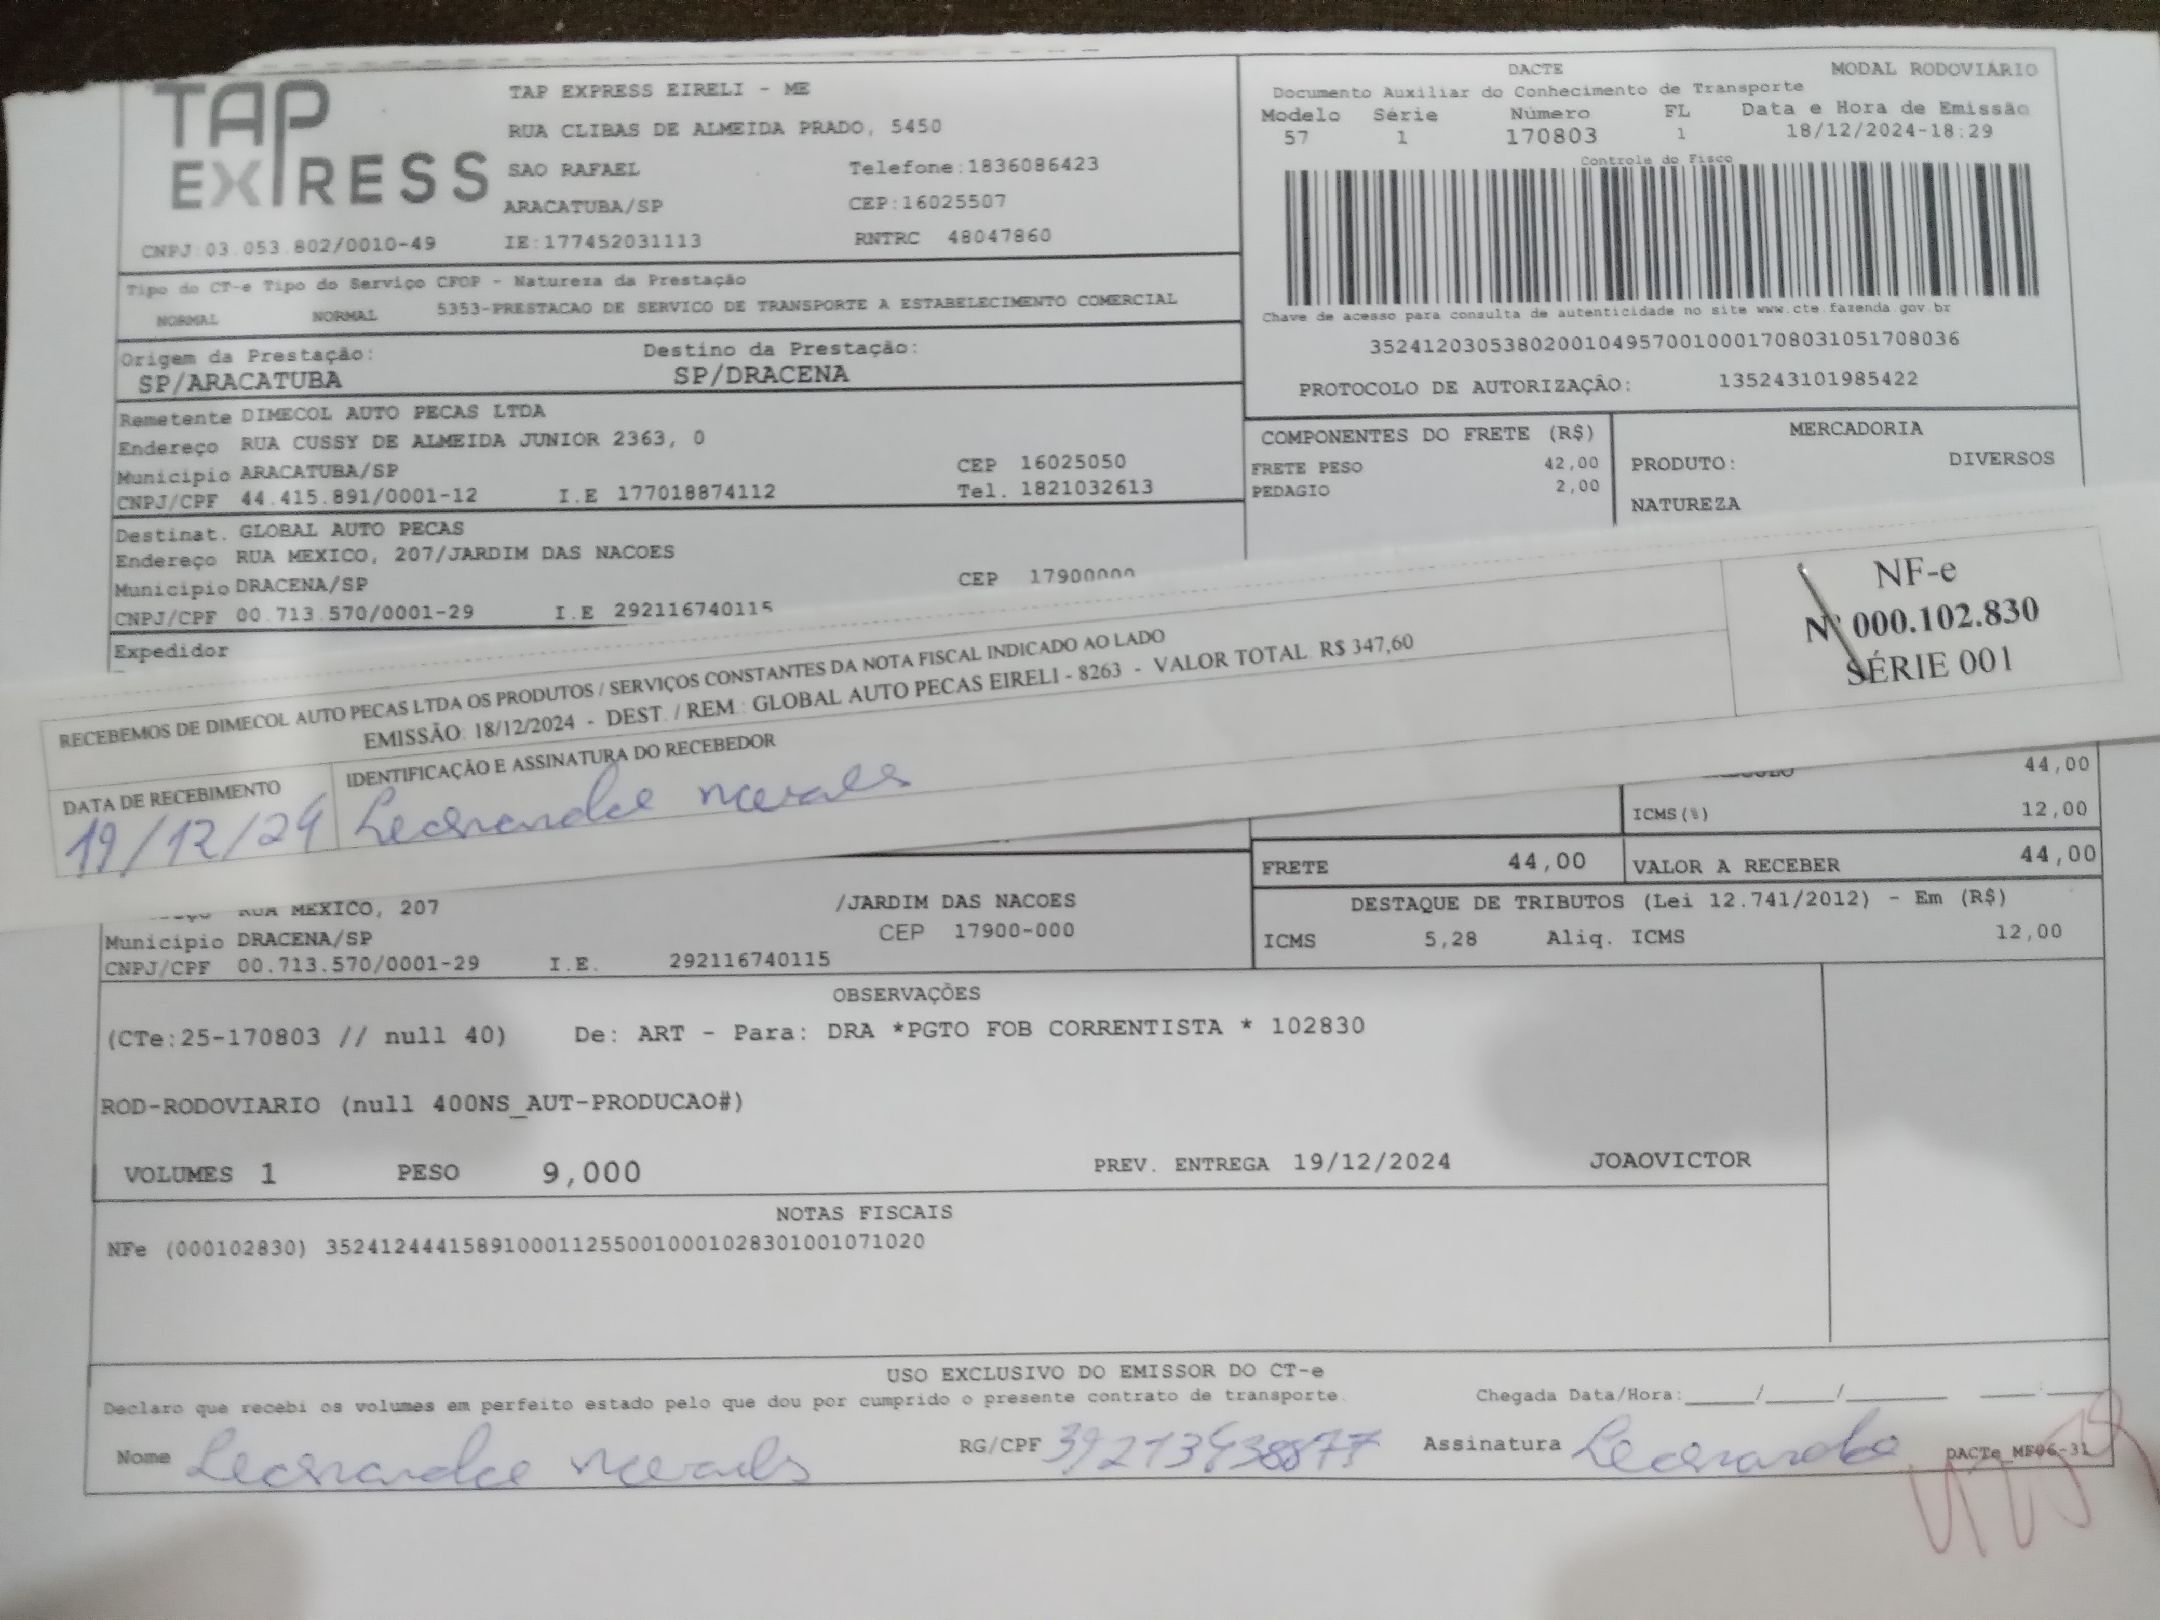 TAP EXPRESS
TAP EXPRESS EIRELI - ME
RUA CLIBAS DE ALMEIDA PRADO, 5450
SAO RAFAEL Telefone:1836086423
ARACATUBA/SP CEP:16025507
CNPJ:03.053.802/0010-49 IE:177452031113 RNTRC 48047860
DACTE MODAL RODOVIÁRIO
Documento Auxiliar do Conhecimento de Transporte
Modelo Série Número FL Data e Hora de Emissão
57 1 170803 1 18/12/2024-18:29
Controle do Fisco
Chave de acesso para consulta de autenticidade no site www.cte.fazenda.gov.br
35241203053802001049570010001708031051708036
PROTOCOLO DE AUTORIZAÇÃO: 135243101985422
Tipo do CT-e Tipo do Serviço CFOP - Natureza da Prestação
NORMAL NORMAL 5353-PRESTACAO DE SERVICO DE TRANSPORTE A ESTABELECIMENTO COMERCIAL
Origem da Prestação: Destino da Prestação:
SP/ARACATUBA SP/DRACENA
Remetente DIMECOL AUTO PECAS LTDA
Endereço RUA CUSSY DE ALMEIDA JUNIOR 2363, 0
Municipio ARACATUBA/SP CEP 16025050
CNPJ/CPF 44.415.891/0001-12 I.E 177018874112 Tel. 1821032613
COMPONENTES DO FRETE (R$) MERCADORIA
FRETE PESO 42,00 PRODUTO: DIVERSOS
PEDAGIO 2,00 NATUREZA
Destinat. GLOBAL AUTO PECAS
Endereço RUA MEXICO, 207/JARDIM DAS NACOES
Municipio DRACENA/SP CEP 17900000
CNPJ/CPF 00.713.570/0001-29 I.E 292116740115
Expedidor
RECEBEMOS DE DIMECOL AUTO PECAS LTDA OS PRODUTOS / SERVIÇOS CONSTANTES DA NOTA FISCAL INDICADO AO LADO
EMISSÃO: 18/12/2024 - DEST. / REM.: GLOBAL AUTO PECAS EIRELI - 8263 - VALOR TOTAL R$ 347,60
NF-e
Nº 000.102.830
SÉRIE 001
DATA DE RECEBIMENTO IDENTIFICAÇÃO E ASSINATURA DO RECEBEDOR
19/12/24
44,00
ICMS(%) 12,00
FRETE 44,00 VALOR A RECEBER 44,00
RUA MEXICO, 207 /JARDIM DAS NACOES
Municipio DRACENA/SP CEP 17900-000
CNPJ/CPF 00.713.570/0001-29 I.E. 292116740115
DESTAQUE DE TRIBUTOS (Lei 12.741/2012) - Em (R$)
ICMS 5,28 Aliq. ICMS 12,00
OBSERVAÇÕES
(CTe:25-170803 // null 40) De: ART - Para: DRA *PGTO FOB CORRENTISTA * 102830
ROD-RODOVIARIO (null 400NS_AUT-PRODUCAO#)
VOLUMES 1 PESO 9,000 PREV. ENTREGA 19/12/2024 JOAOVICTOR
NOTAS FISCAIS
NFe (000102830) 35241244415891000112550010001028301001071020
USO EXCLUSIVO DO EMISSOR DO CT-e
Declaro que recebi os volumes em perfeito estado pelo que dou por cumprido o presente contrato de transporte. Chegada Data/Hora:____/____/____ ___:___
Nome RG/CPF Assinatura DACTe_MF06-31